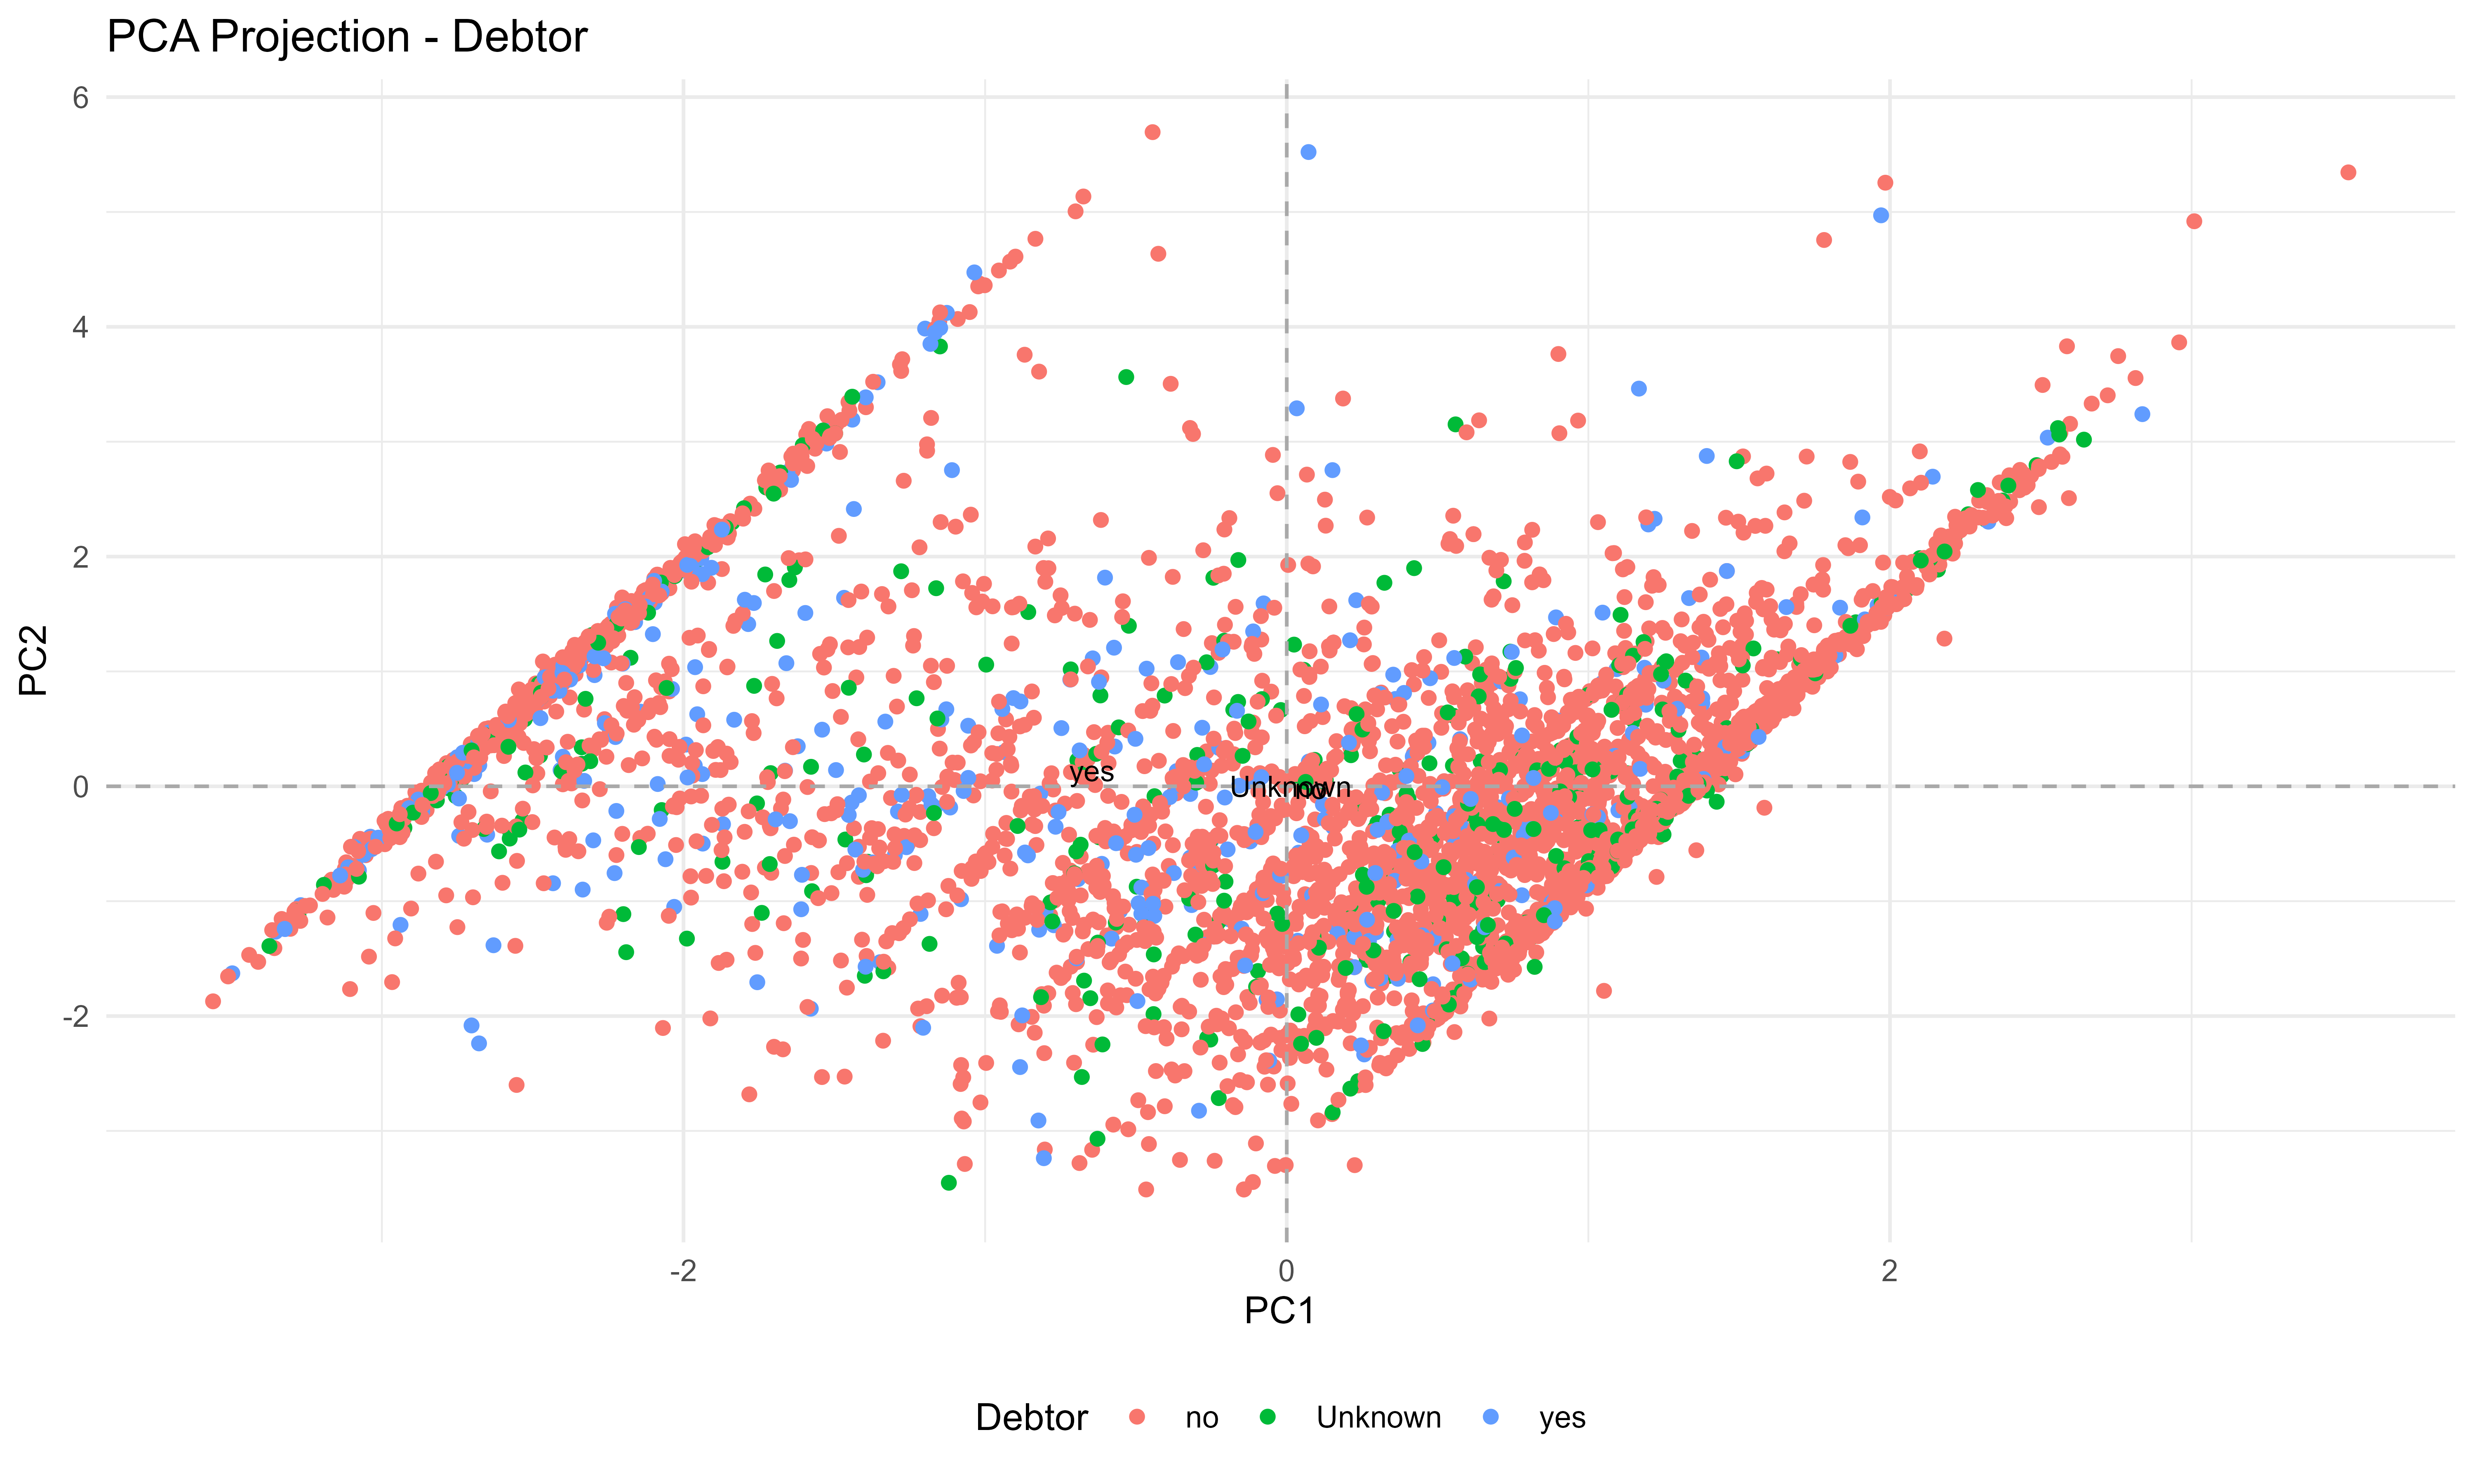 PCA Projection - Debtor
6
4
2
0
-2
PC2
yes
Unknown
no
-2
0
2
PC1
Debtor no Unknown yes